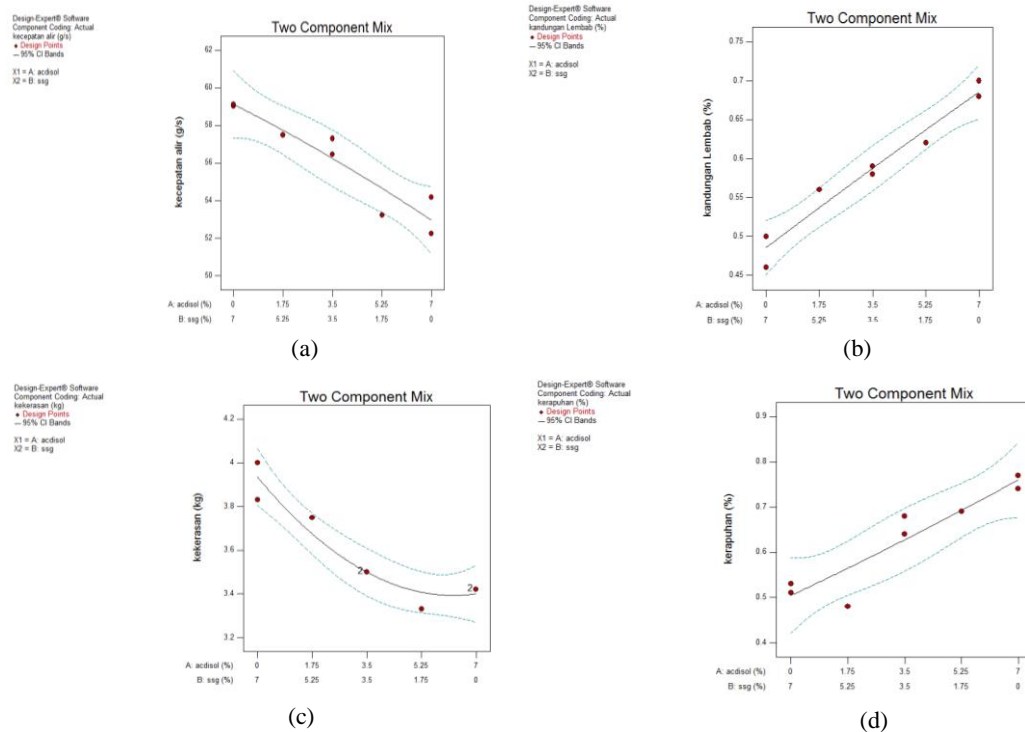 Design-Expert® Software
Component Coding: Actual
kecepatan alir (g/s)
● Design Points
— 95% CI Bands
X1 = A: acdisol
X2 = B: ssg
Two Component Mix
kecepatan alir (g/s)
62
60
58
56
54
52
50
A: acdisol (%) 0 1.75 3.5 5.25 7
B: ssg (%) 7 5.25 3.5 1.75 0
(a)
Design-Expert® Software
Component Coding: Actual
kandungan Lembab (%)
● Design Points
— 95% CI Bands
X1 = A: acdisol
X2 = B: ssg
Two Component Mix
kandungan Lembab (%)
0.75
0.7
0.65
0.6
0.55
0.5
0.45
A: acdisol (%) 0 1.75 3.5 5.25 7
B: ssg (%) 7 5.25 3.5 1.75 0
(b)
Design-Expert® Software
Component Coding: Actual
kekerasan (kg)
● Design Points
— 95% CI Bands
X1 = A: acdisol
X2 = B: ssg
Two Component Mix
kekerasan (kg)
4.2
4
3.8
3.6
3.4
3.2
2
2
A: acdisol (%) 0 1.75 3.5 5.25 7
B: ssg (%) 7 5.25 3.5 1.75 0
(c)
Design-Expert® Software
Component Coding: Actual
kerapuhan (%)
● Design Points
— 95% CI Bands
X1 = A: acdisol
X2 = B: ssg
Two Component Mix
kerapuhan (%)
0.9
0.8
0.7
0.6
0.5
0.4
A: acdisol (%) 0 1.75 3.5 5.25 7
B: ssg (%) 7 5.25 3.5 1.75 0
(d)